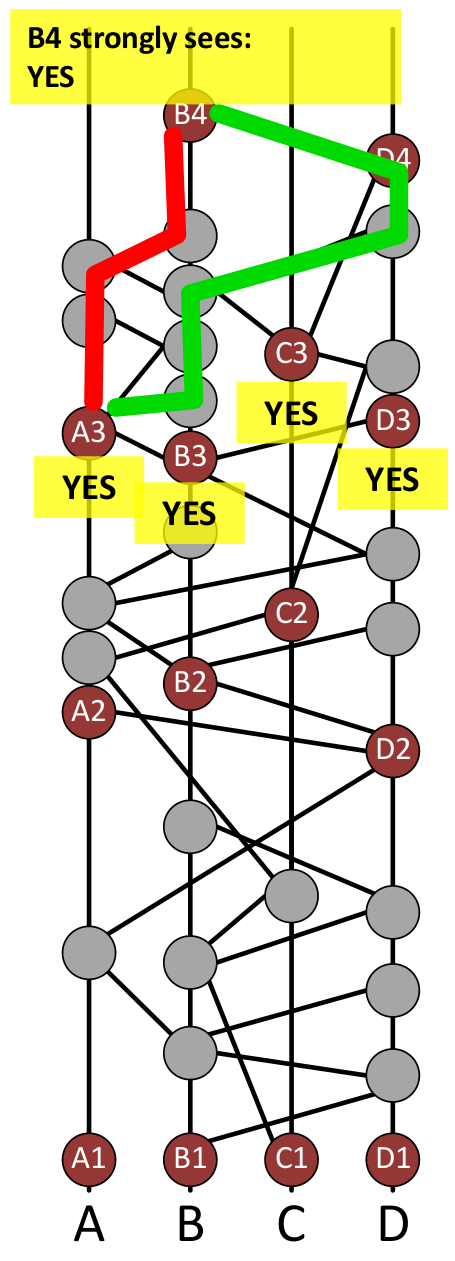 B4 strongly sees:
YES
B4
D4
C3
YES
A3
B3
D3
YES
YES
YES
C2
B2
A2
D2
A1 B1 C1 D1
A B C D